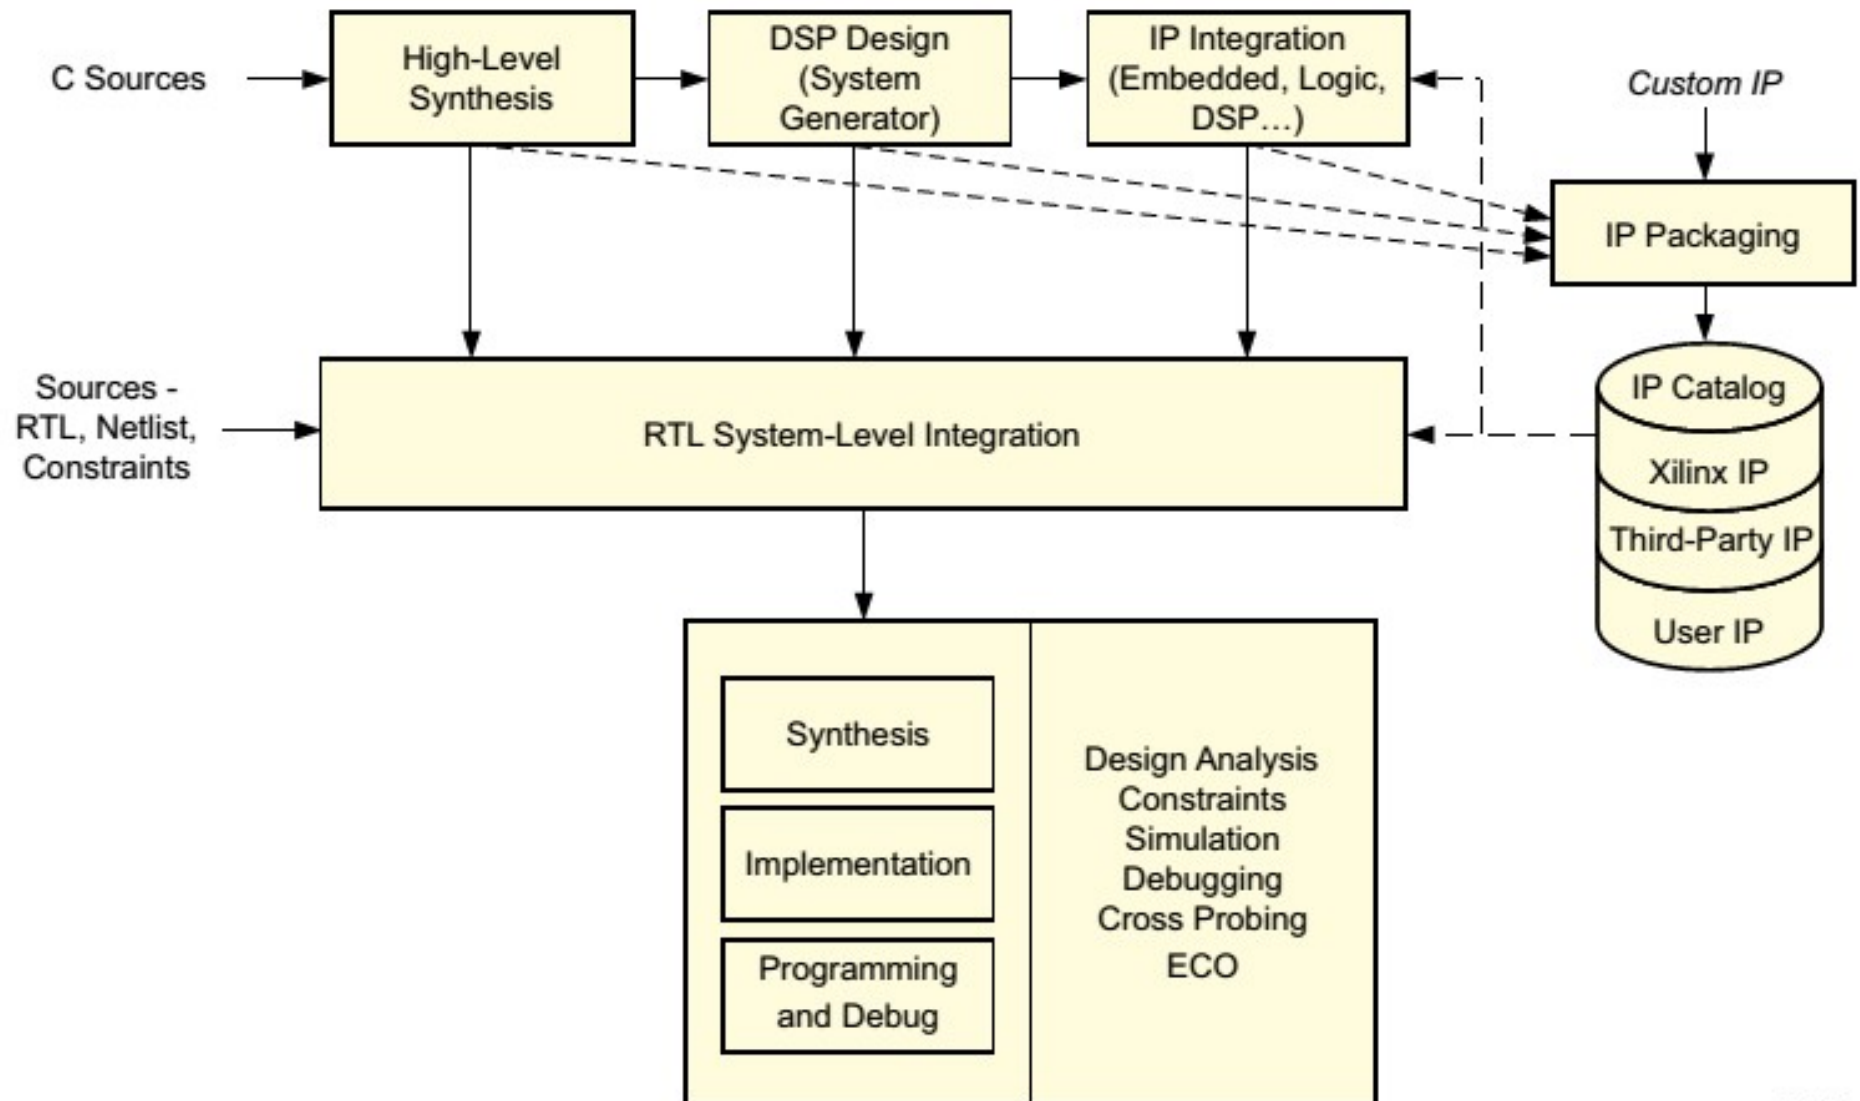 C Sources
High-Level
Synthesis
DSP Design
(System
Generator)
IP Integration
(Embedded, Logic,
DSP...)
Custom IP
IP Packaging
Sources -
RTL, Netlist,
Constraints
RTL System-Level Integration
IP Catalog
Xilinx IP
Third-Party IP
User IP
Synthesis
Implementation
Programming
and Debug
Design Analysis
Constraints
Simulation
Debugging
Cross Probing
ECO